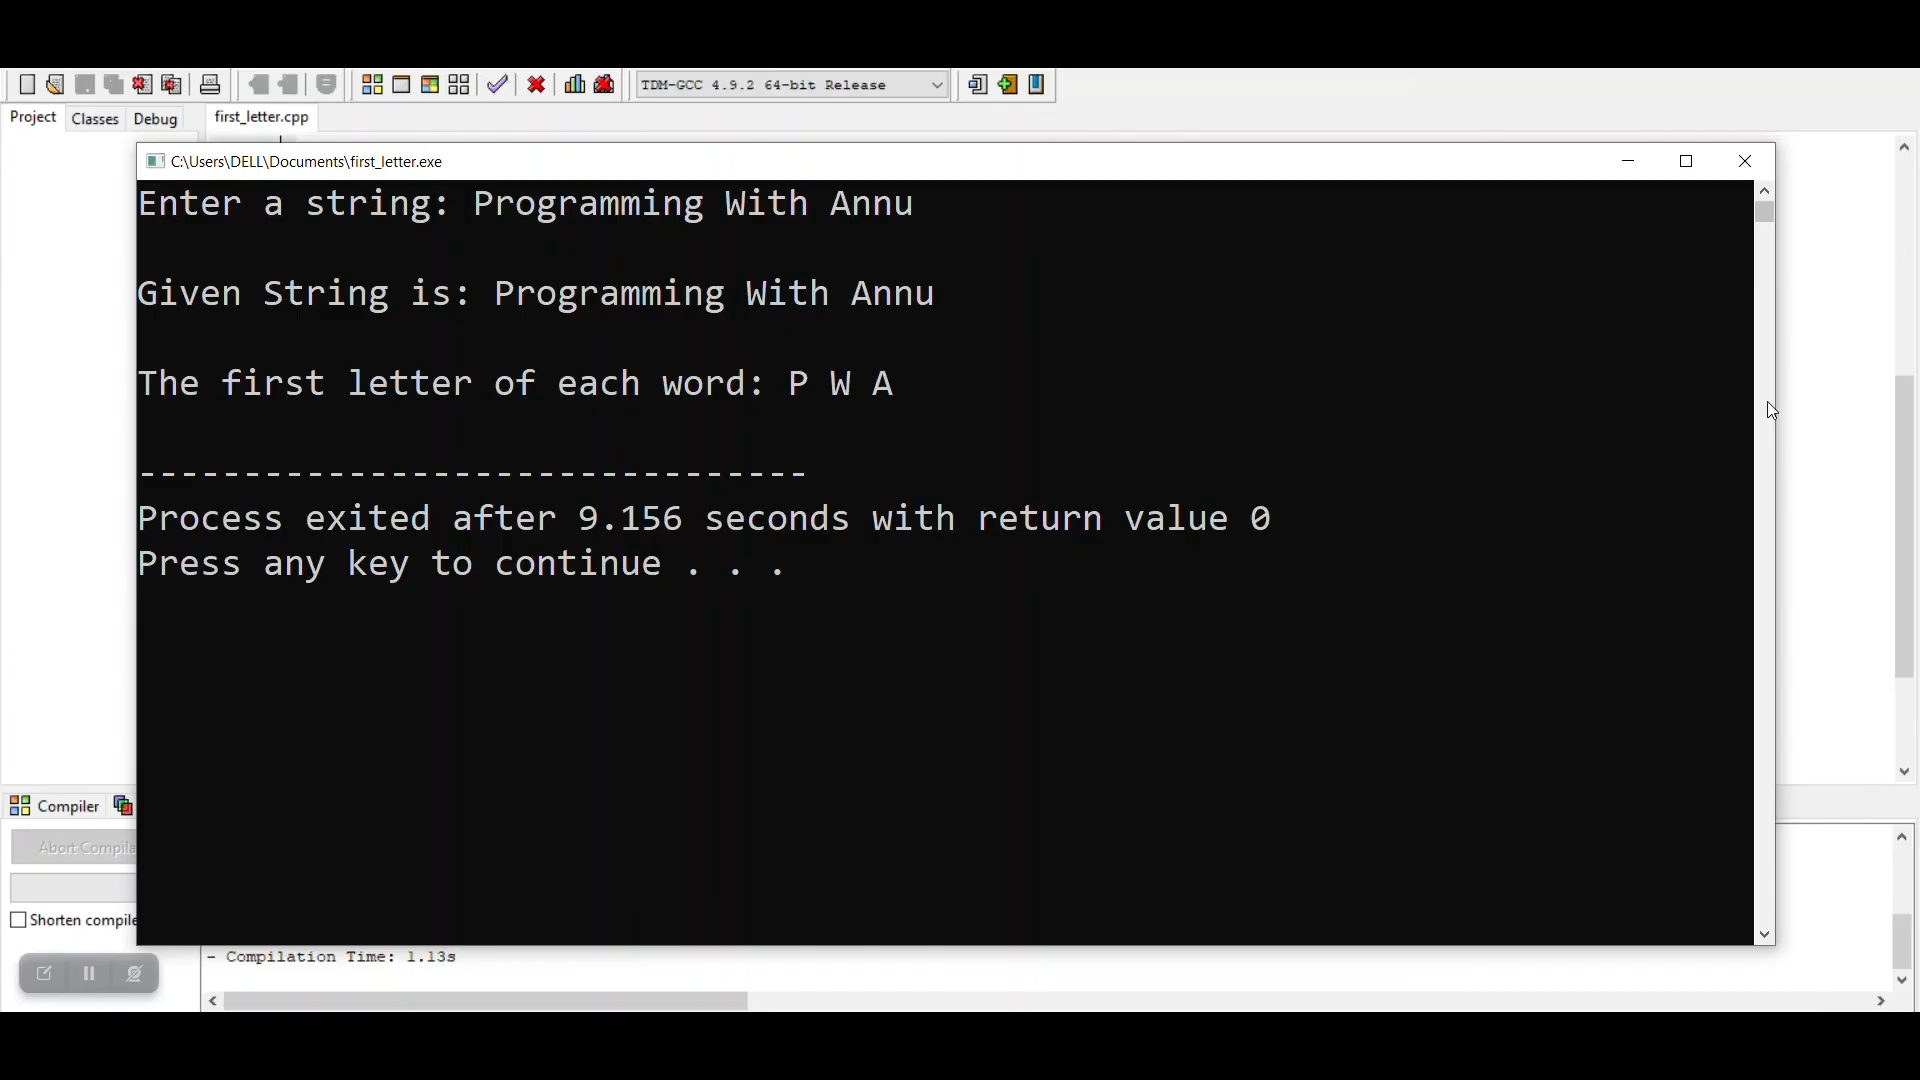 TDM-GCC 4.9.2 64-bit Release
Project Classes Debug first_letter.cpp
C:\Users\DELL\Documents\first_letter.exe
Enter a string: Programming With Annu
Given String is: Programming With Annu
The first letter of each word: P W A
--------------------------------
Process exited after 9.156 seconds with return value 0
Press any key to continue . . .
Compiler
Abort Compila
Shorten compile
- Compilation Time: 1.13s